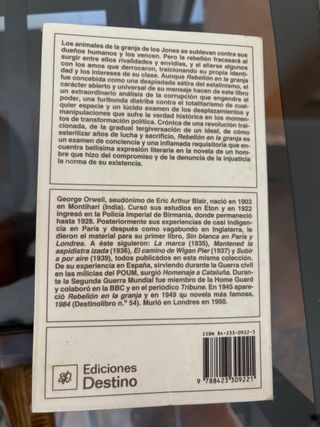 Los animales de la granja de los Jones se sublevan contra sus
dueños humanos y los vencen. Pero la rebelión fracasará al
surgir entre ellos rivalidades y envidias, y al aliarse algunos
con los amos que derrocaron, traicionando su propia identi-
dad y los intereses de su clase. Aunque Rebelión en la granja
fue concebida como una despiadada sátira del estalinismo, el
carácter abierto y universal de su mensaje hacen de este libro
un extraordinario análisis de la corrupción que engendra el
poder, una furibunda diatriba contra el totalitarismo de cual-
quier especie y un lúcido examen de los desplazamientos y
manipulaciones que sufre la verdad histórica en los momen-
tos de transformación política. Crónica de una revolución trai-
cionada, de la gradual tergiversación de un ideal, de cómo
esterilizar años de lucha y sacrificio, Rebelión en la granja es
un examen de conciencia y una inflamada requisitoria que en-
cuentra bellísima expresión literaria en la novela de un hom-
bre que hizo del compromiso y de la denuncia de la injusticia
la norma de su existencia.
George Orwell, seudónimo de Eric Arthur Blair, nació en 1903
en Montihari (India). Cursó sus estudios en Eton y en 1922
ingresó en la Policía Imperial de Birmania, donde permaneció
hasta 1928. Posteriormente sus experiencias de casi indigen-
cia en París y después como vagabundo en Inglaterra, le
dieron el material para su primer libro, Sin blanca en París y
Londres. A éste siguieron: La marca (1935), Mantened la
aspidistra izada (1936), El camino de Wigan Pier (1937) y Subir
a por aire (1939), todos publicados en esta misma colección.
De su experiencia en España, sirviendo durante la Guerra civil
en las milicias del POUM, surgió Homenaje a Cataluña. Duran-
te la Segunda Guerra Mundial fue miembro de la Home Guard
y colaboró en la BBC y en el periódico Tribune. En 1945 apare-
ció Rebelión en la granja y en 1949 su novela más famosa,
1984 (Destinolibro n.º 54). Murió en Londres en 1950.
ISBN 84-233-0922-3
Ediciones
Destino
9 788423 309221